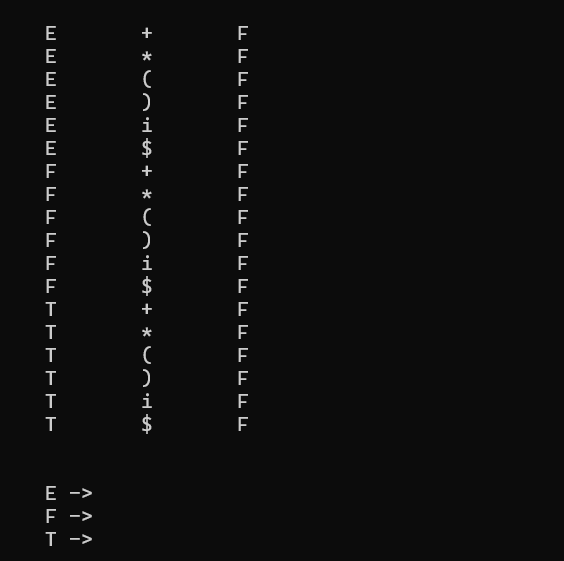 E + F
E * F
E ( F
E ) F
E i F
E $ F
F + F
F * F
F ( F
F ) F
F i F
F $ F
T + F
T * F
T ( F
T ) F
T i F
T $ F
E ->
F ->
T ->